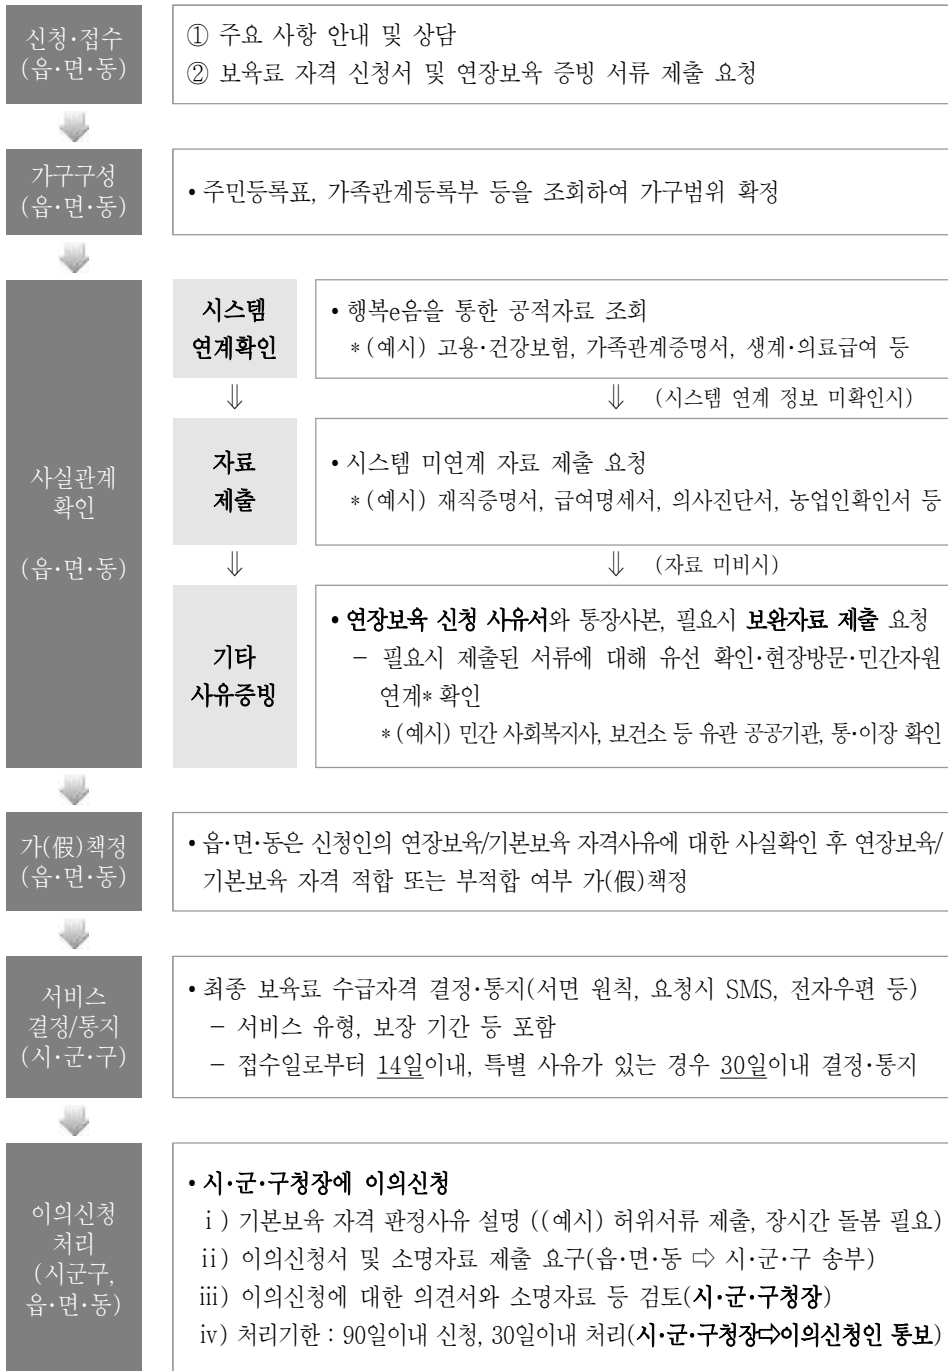 신청·접수
(읍·면·동)
① 주요 사항 안내 및 상담
② 보육료 자격 신청서 및 연장보육 증빙 서류 제출 요청
가구구성
(읍·면·동)
• 주민등록표, 가족관계등록부 등을 조회하여 가구범위 확정
사실관계
확인
(읍·면·동)
시스템
연계확인
• 행복e음을 통한 공적자료 조회
* (예시) 고용·건강보험, 가족관계증명서, 생계·의료급여 등
⇓ ⇓ (시스템 연계 정보 미확인시)
자료
제출
• 시스템 미연계 자료 제출 요청
* (예시) 재직증명서, 급여명세서, 의사진단서, 농업인확인서 등
⇓ ⇓ (자료 미비시)
기타
사유증빙
• 연장보육 신청 사유서와 통장사본, 필요시 보완자료 제출 요청
− 필요시 제출된 서류에 대해 유선 확인·현장방문·민간자원
연계* 확인
* (예시) 민간 사회복지사, 보건소 등 유관 공공기관, 통·이장 확인
가(假)책정
(읍·면·동)
• 읍·면·동은 신청인의 연장보육/기본보육 자격사유에 대한 사실확인 후 연장보육/
기본보육 자격 적합 또는 부적합 여부 가(假)책정
서비스
결정/통지
(시·군·구)
• 최종 보육료 수급자격 결정·통지(서면 원칙, 요청시 SMS, 전자우편 등)
− 서비스 유형, 보장 기간 등 포함
− 접수일로부터 14일이내, 특별 사유가 있는 경우 30일이내 결정·통지
이의신청
처리
(시군구,
읍·면·동)
• 시·군·구청장에 이의신청
ⅰ) 기본보육 자격 판정사유 설명 ((예시) 허위서류 제출, 장시간 돌봄 필요)
ⅱ) 이의신청서 및 소명자료 제출 요구(읍·면·동 ⇨ 시·군·구 송부)
ⅲ) 이의신청에 대한 의견서와 소명자료 등 검토(시·군·구청장)
ⅳ) 처리기한 : 90일이내 신청, 30일이내 처리(시·군·구청장⇨이의신청인 통보)